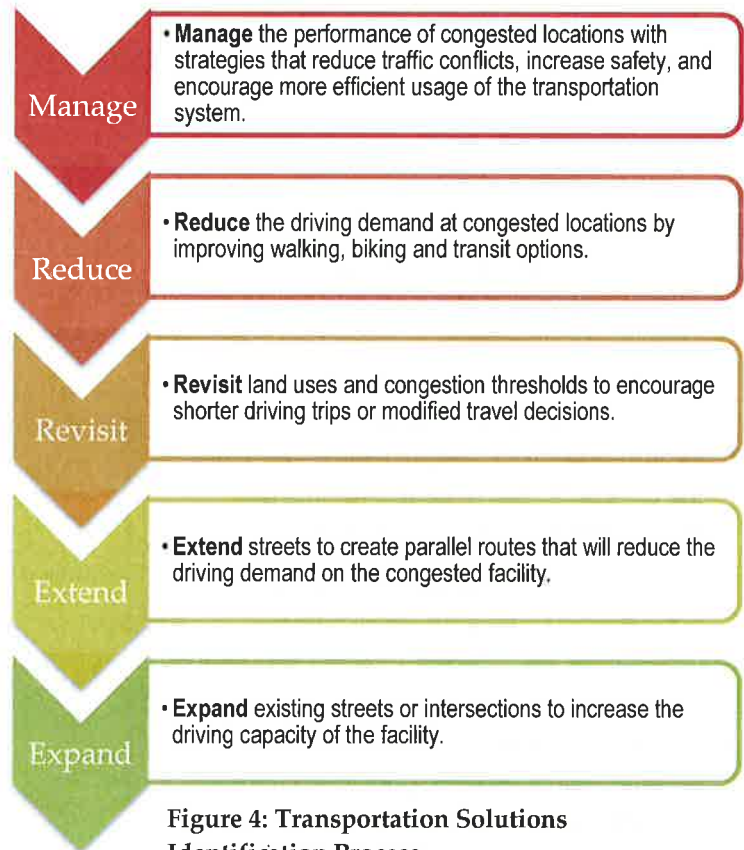 Manage
• Manage the performance of congested locations with
strategies that reduce traffic conflicts, increase safety, and
encourage more efficient usage of the transportation
system.
Reduce
• Reduce the driving demand at congested locations by
improving walking, biking and transit options.
Revisit
• Revisit land uses and congestion thresholds to encourage
shorter driving trips or modified travel decisions.
Extend
• Extend streets to create parallel routes that will reduce the
driving demand on the congested facility.
Expand
• Expand existing streets or intersections to increase the
driving capacity of the facility.
Figure 4: Transportation Solutions
Identification Process